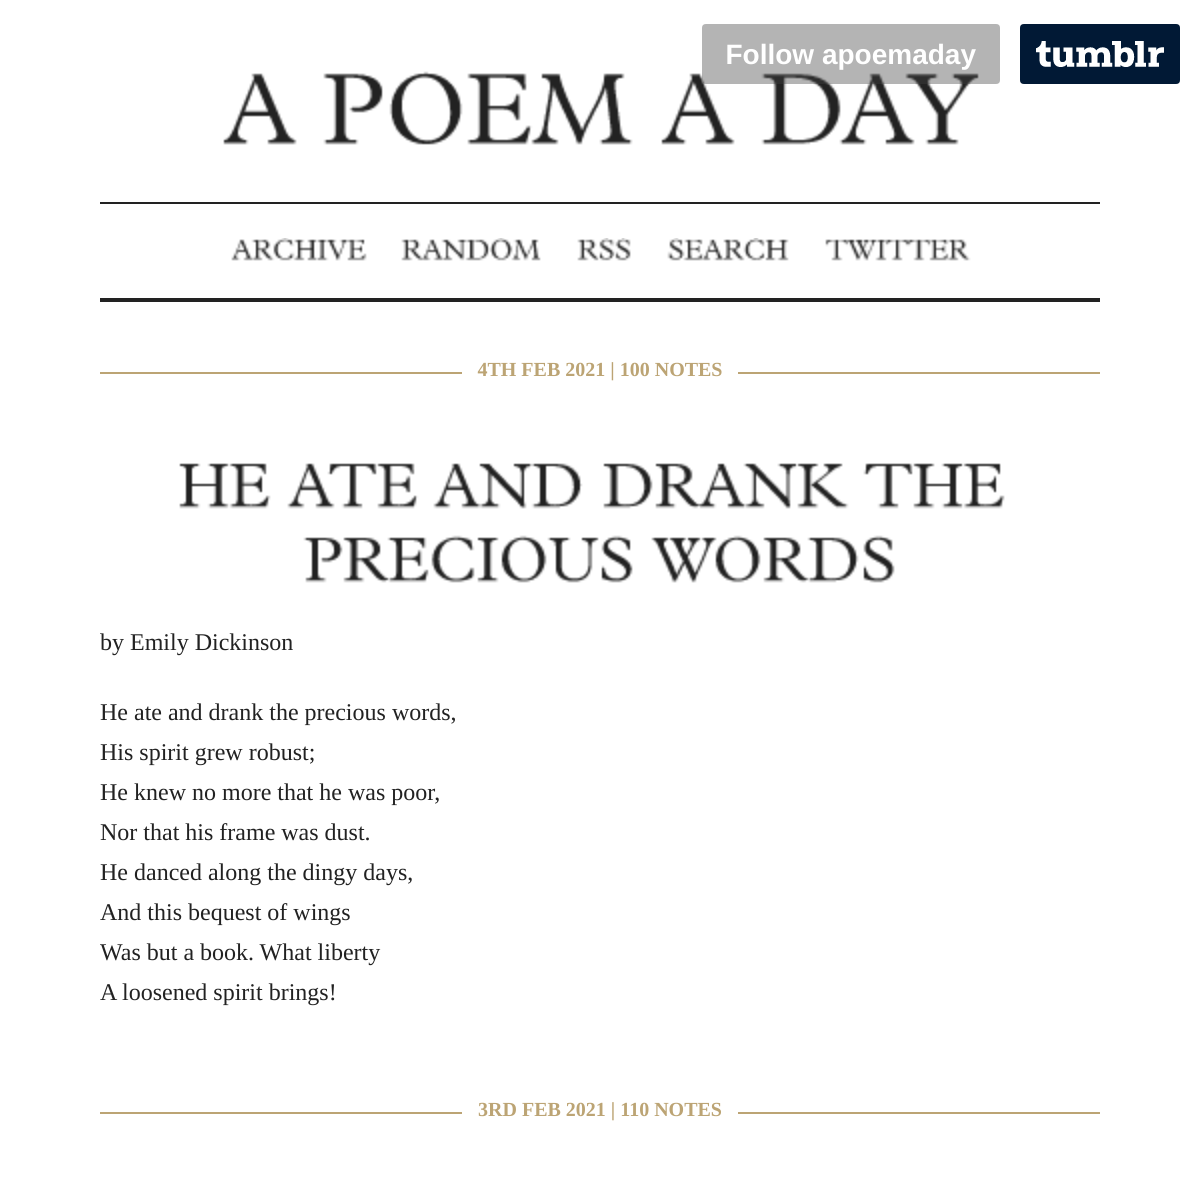 Follow apoemaday
tumblr
A POEM A DAY
ARCHIVE RANDOM RSS SEARCH TWITTER
4TH FEB 2021 | 100 NOTES
HE ATE AND DRANK THE
PRECIOUS WORDS
by Emily Dickinson
He ate and drank the precious words,
His spirit grew robust;
He knew no more that he was poor,
Nor that his frame was dust.
He danced along the dingy days,
And this bequest of wings
Was but a book. What liberty
A loosened spirit brings!
3RD FEB 2021 | 110 NOTES